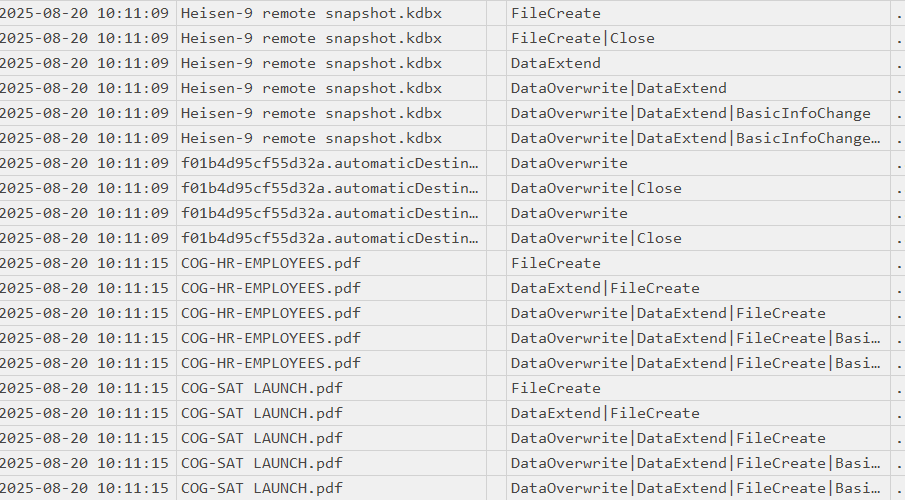 2025-08-20 10:11:09 Heisen-9 remote snapshot.kdbx FileCreate .
2025-08-20 10:11:09 Heisen-9 remote snapshot.kdbx FileCreate|Close .
2025-08-20 10:11:09 Heisen-9 remote snapshot.kdbx DataExtend .
2025-08-20 10:11:09 Heisen-9 remote snapshot.kdbx DataOverwrite|DataExtend .
2025-08-20 10:11:09 Heisen-9 remote snapshot.kdbx DataOverwrite|DataExtend|BasicInfoChange .
2025-08-20 10:11:09 Heisen-9 remote snapshot.kdbx DataOverwrite|DataExtend|BasicInfoChange… .
2025-08-20 10:11:09 f01b4d95cf55d32a.automaticDestin… DataOverwrite .
2025-08-20 10:11:09 f01b4d95cf55d32a.automaticDestin… DataOverwrite|Close .
2025-08-20 10:11:09 f01b4d95cf55d32a.automaticDestin… DataOverwrite .
2025-08-20 10:11:09 f01b4d95cf55d32a.automaticDestin… DataOverwrite|Close .
2025-08-20 10:11:15 COG-HR-EMPLOYEES.pdf FileCreate .
2025-08-20 10:11:15 COG-HR-EMPLOYEES.pdf DataExtend|FileCreate .
2025-08-20 10:11:15 COG-HR-EMPLOYEES.pdf DataOverwrite|DataExtend|FileCreate .
2025-08-20 10:11:15 COG-HR-EMPLOYEES.pdf DataOverwrite|DataExtend|FileCreate|Basi… .
2025-08-20 10:11:15 COG-HR-EMPLOYEES.pdf DataOverwrite|DataExtend|FileCreate|Basi… .
2025-08-20 10:11:15 COG-SAT LAUNCH.pdf FileCreate .
2025-08-20 10:11:15 COG-SAT LAUNCH.pdf DataExtend|FileCreate .
2025-08-20 10:11:15 COG-SAT LAUNCH.pdf DataOverwrite|DataExtend|FileCreate .
2025-08-20 10:11:15 COG-SAT LAUNCH.pdf DataOverwrite|DataExtend|FileCreate|Basi… .
2025-08-20 10:11:15 COG-SAT LAUNCH.pdf DataOverwrite|DataExtend|FileCreate|Basi… .